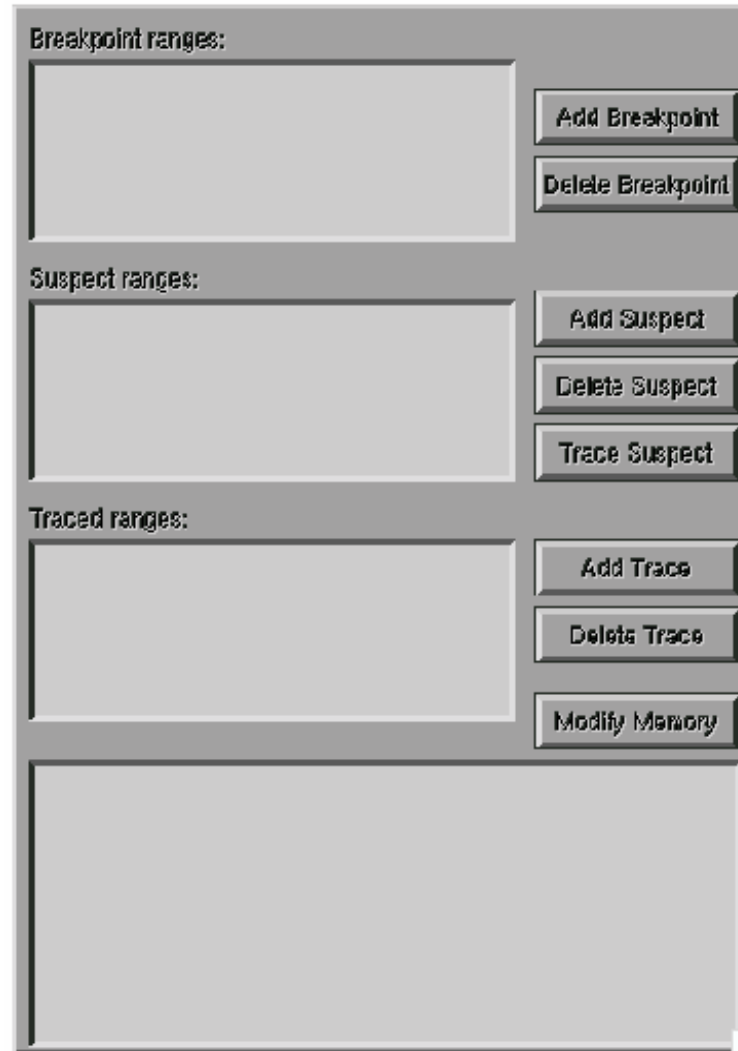 Breakpoint ranges:
Add Breakpoint
Delete Breakpoint
Suspect ranges:
Add Suspect
Delete Suspect
Trace Suspect
Traced ranges:
Add Trace
Delete Trace
Modify Memory